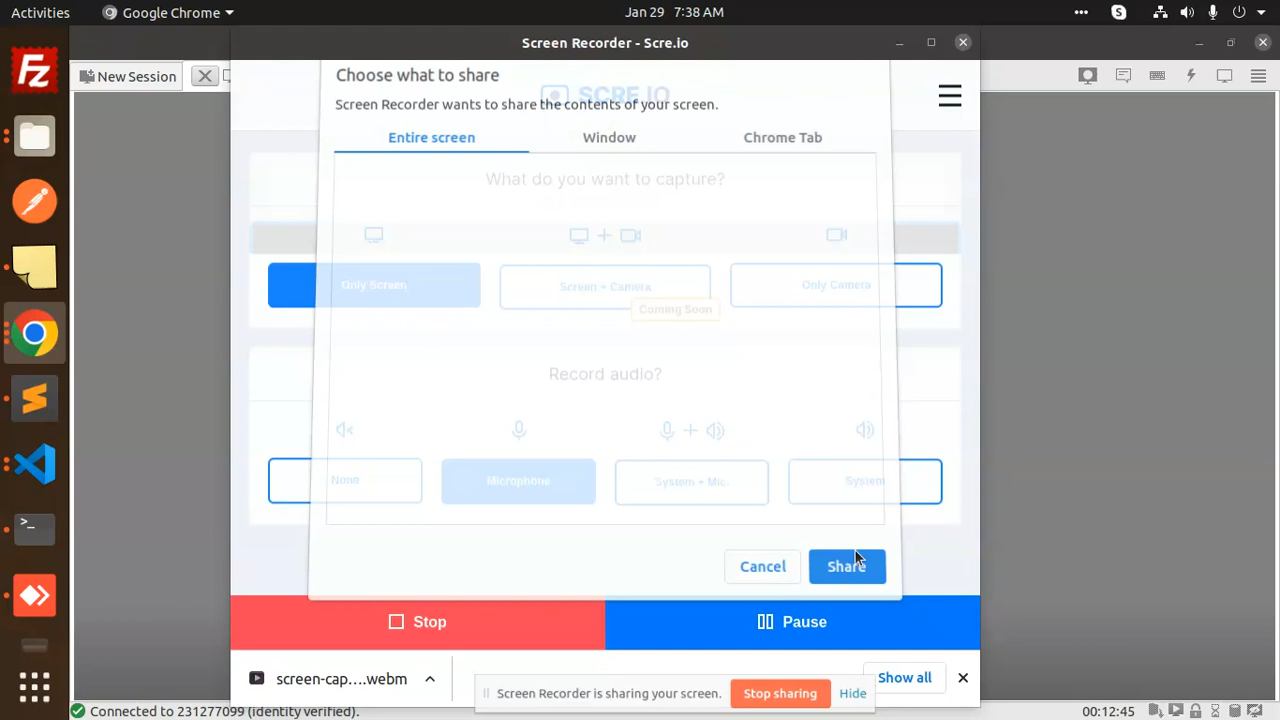 Activities
Google Chrome
Jan 29 7:38 AM
Screen Recorder - Scre.io
New Session
Choose what to share
SCRE.IO
Screen Recorder wants to share the contents of your screen.
Entire screen
Window
Chrome Tab
What do you want to capture?
Only Screen
Screen + Camera
Only Camera
Coming Soon
Record audio?
None
Microphone
System + Mic.
System
Cancel
Share
Stop
Pause
screen-cap....webm
Show all
Screen Recorder is sharing your screen.
Stop sharing
Hide
Connected to 231277099 (identity verified).
00:12:45